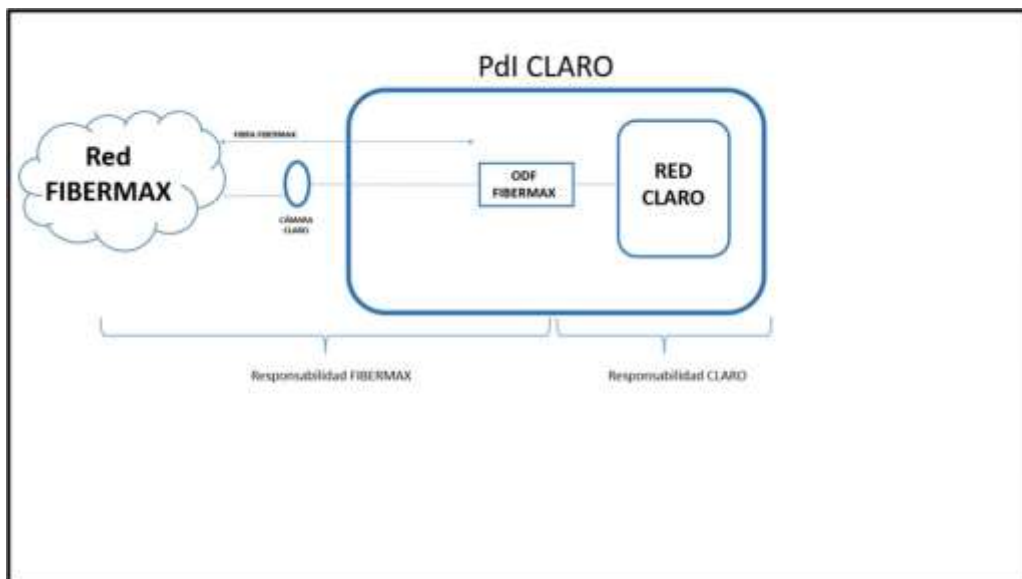 PdI CLARO
Red
FIBERMAX
FIBRA FIBERMAX
CÁMARA
CLARO
ODF
FIBERMAX
RED
CLARO
Responsabilidad FIBERMAX
Responsabilidad CLARO